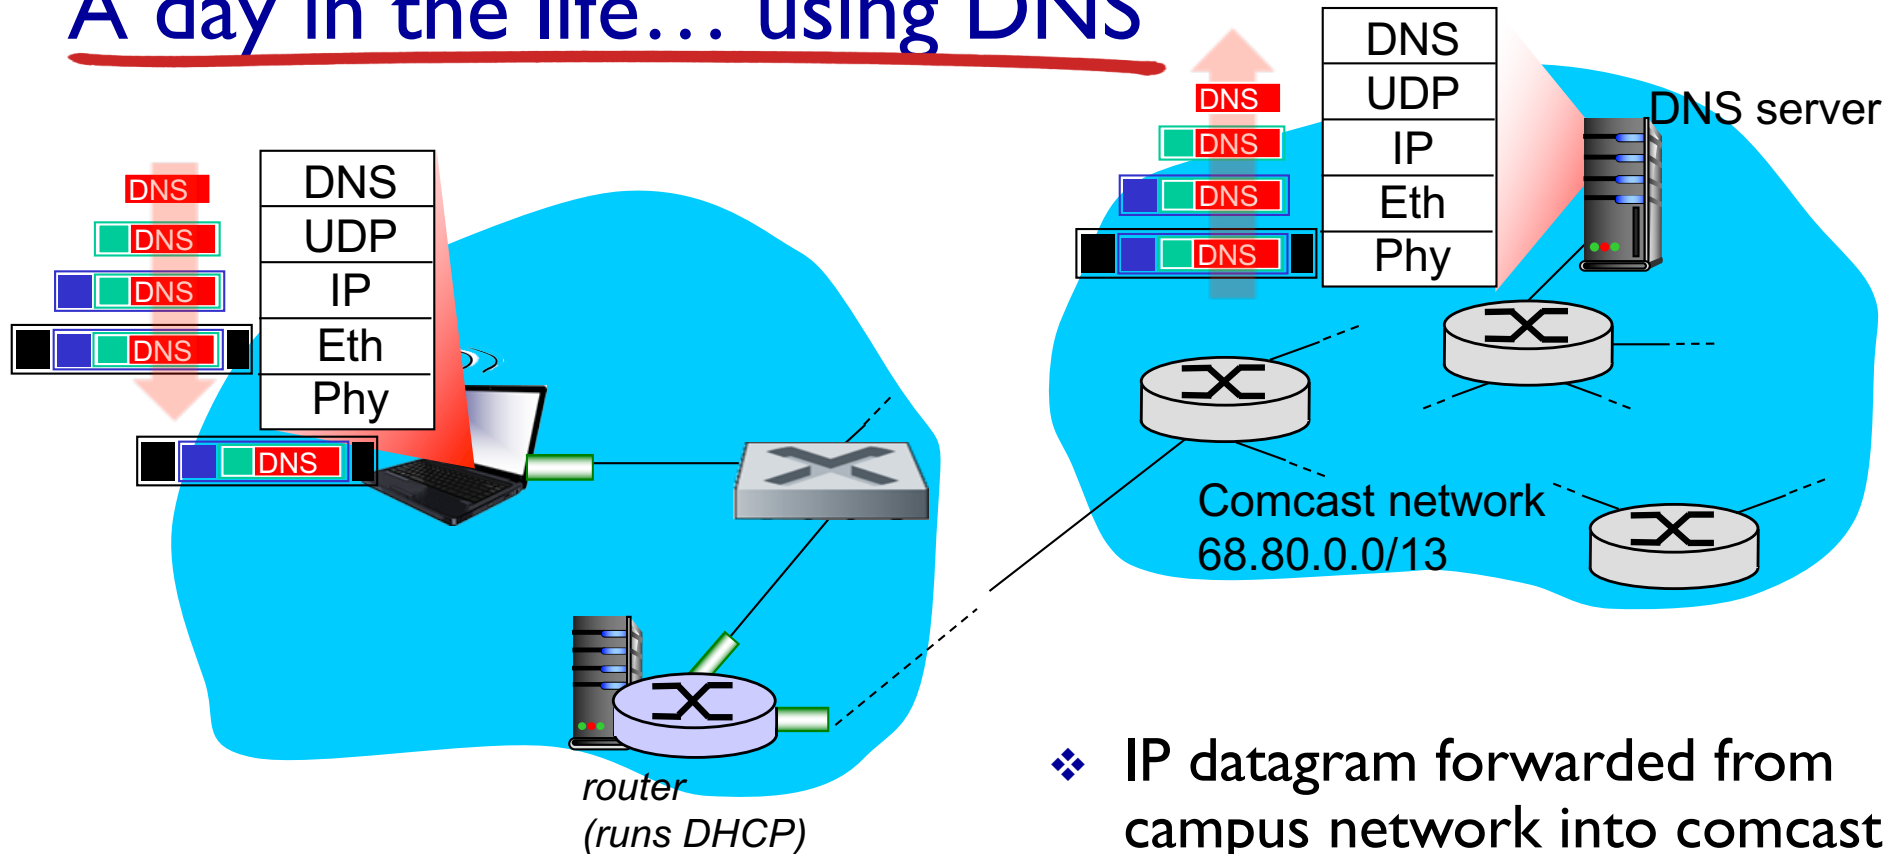 A day in the life… using DNS
DNS
DNS
DNS
DNS
DNS
UDP
IP
Eth
Phy
DNS
DNS
DNS
DNS
DNS
DNS
UDP
IP
Eth
Phy
DNS server
Comcast network
68.80.0.0/13
router
(runs DHCP)
❖ IP datagram forwarded from
campus network into comcast